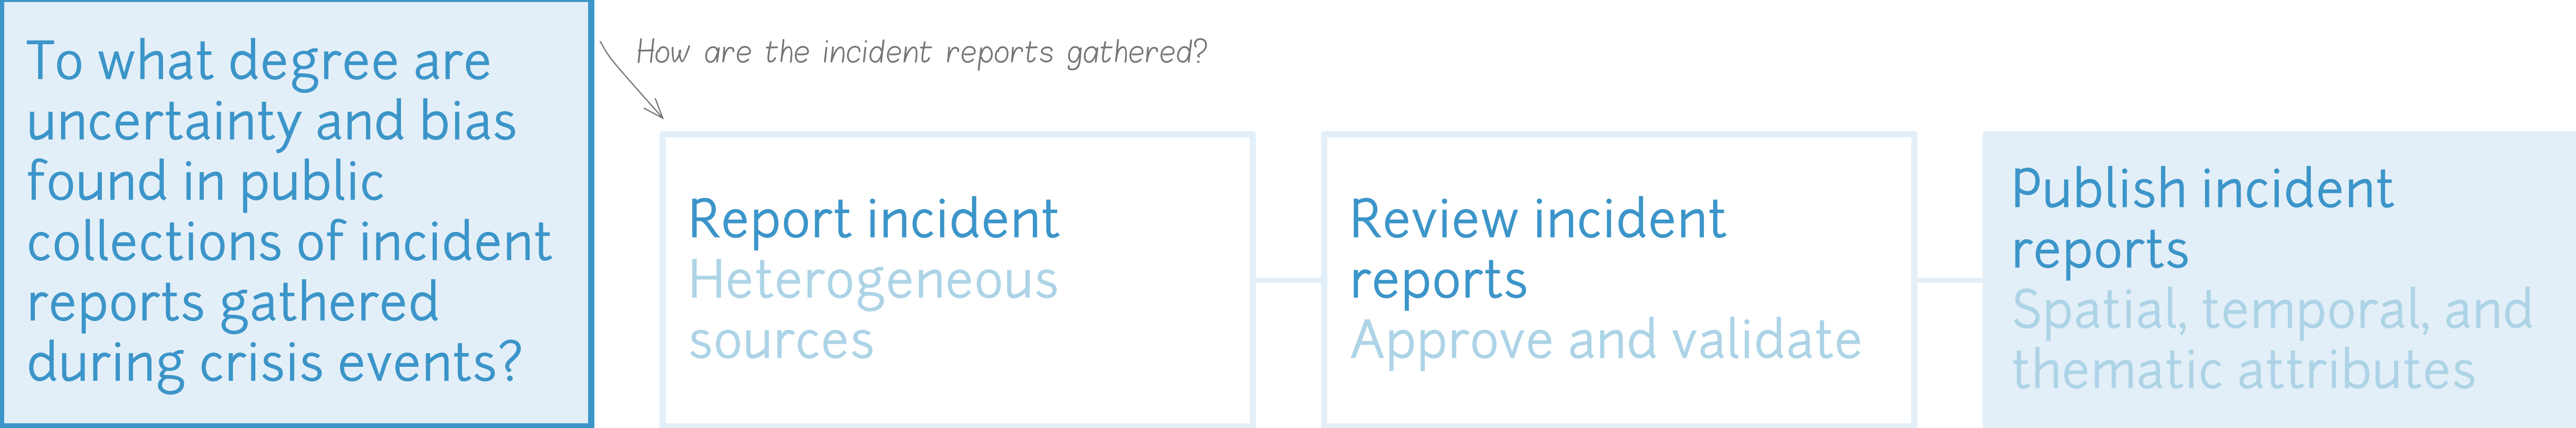 To what degree are
uncertainty and bias
found in public
collections of incident
reports gathered
during crisis events?
How are the incident reports gathered?
Report incident
Heterogeneous
sources
Review incident
reports
Approve and validate
Publish incident
reports
Spatial, temporal, and
thematic attributes